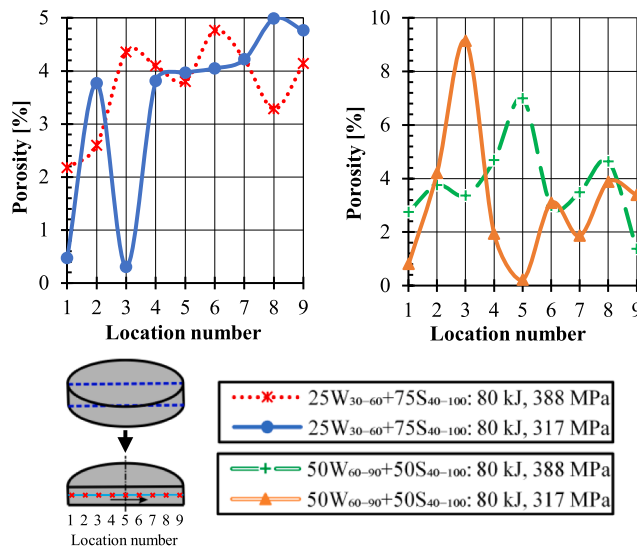 5
4
3
2
1
0
Porosity [%]
1 2 3 4 5 6 7 8 9
Location number
10
8
6
4
2
0
Porosity [%]
1 2 3 4 5 6 7 8 9
Location number
25W₃₀₋₆₀+75S₄₀₋₁₀₀: 80 kJ, 388 MPa
25W₃₀₋₆₀+75S₄₀₋₁₀₀: 80 kJ, 317 MPa
50W₆₀₋₉₀+50S₄₀₋₁₀₀: 80 kJ, 388 MPa
50W₆₀₋₉₀+50S₄₀₋₁₀₀: 80 kJ, 317 MPa
1 2 3 4 5 6 7 8 9
Location number